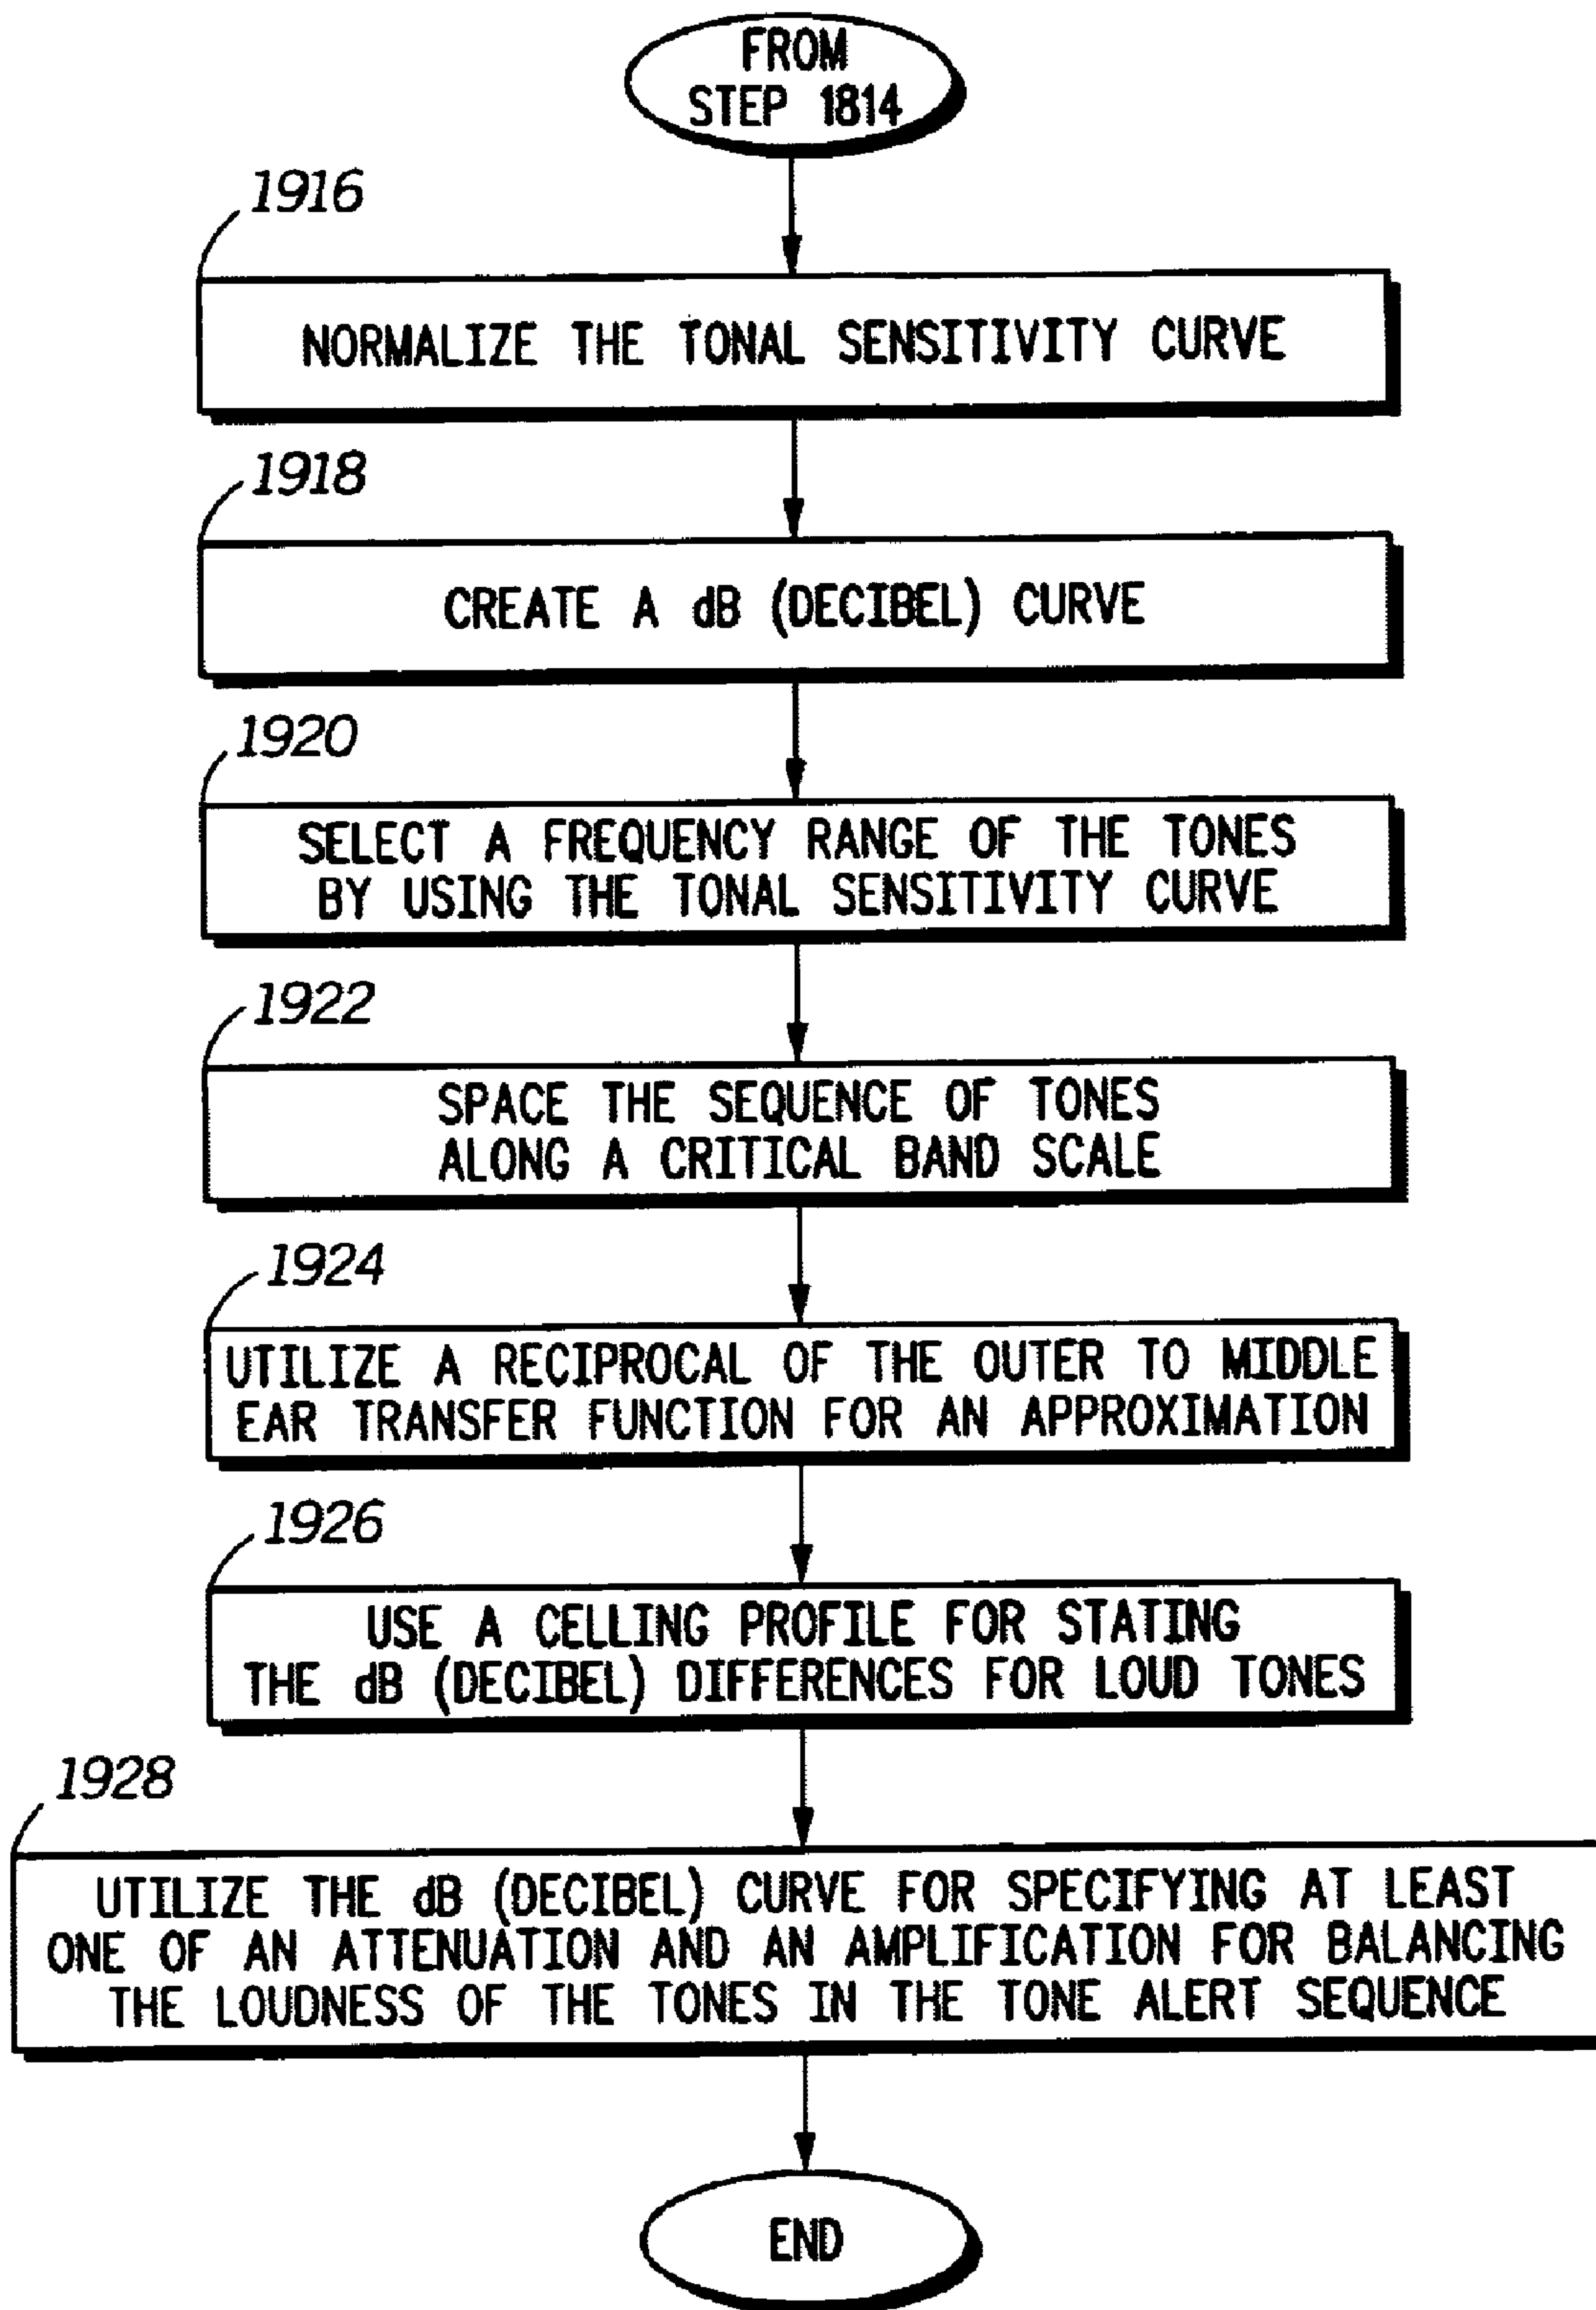 FROM
STEP 1814
1916
NORMALIZE THE TONAL SENSITIVITY CURVE
1918
CREATE A dB (DECIBEL) CURVE
1920
SELECT A FREQUENCY RANGE OF THE TONES
BY USING THE TONAL SENSITIVITY CURVE
1922
SPACE THE SEQUENCE OF TONES
ALONG A CRITICAL BAND SCALE
1924
UTILIZE A RECIPROCAL OF THE OUTER TO MIDDLE
EAR TRANSFER FUNCTION FOR AN APPROXIMATION
1926
USE A CELLING PROFILE FOR STATING
THE dB (DECIBEL) DIFFERENCES FOR LOUD TONES
1928
UTILIZE THE dB (DECIBEL) CURVE FOR SPECIFYING AT LEAST
ONE OF AN ATTENUATION AND AN AMPLIFICATION FOR BALANCING
THE LOUDNESS OF THE TONES IN THE TONE ALERT SEQUENCE
END